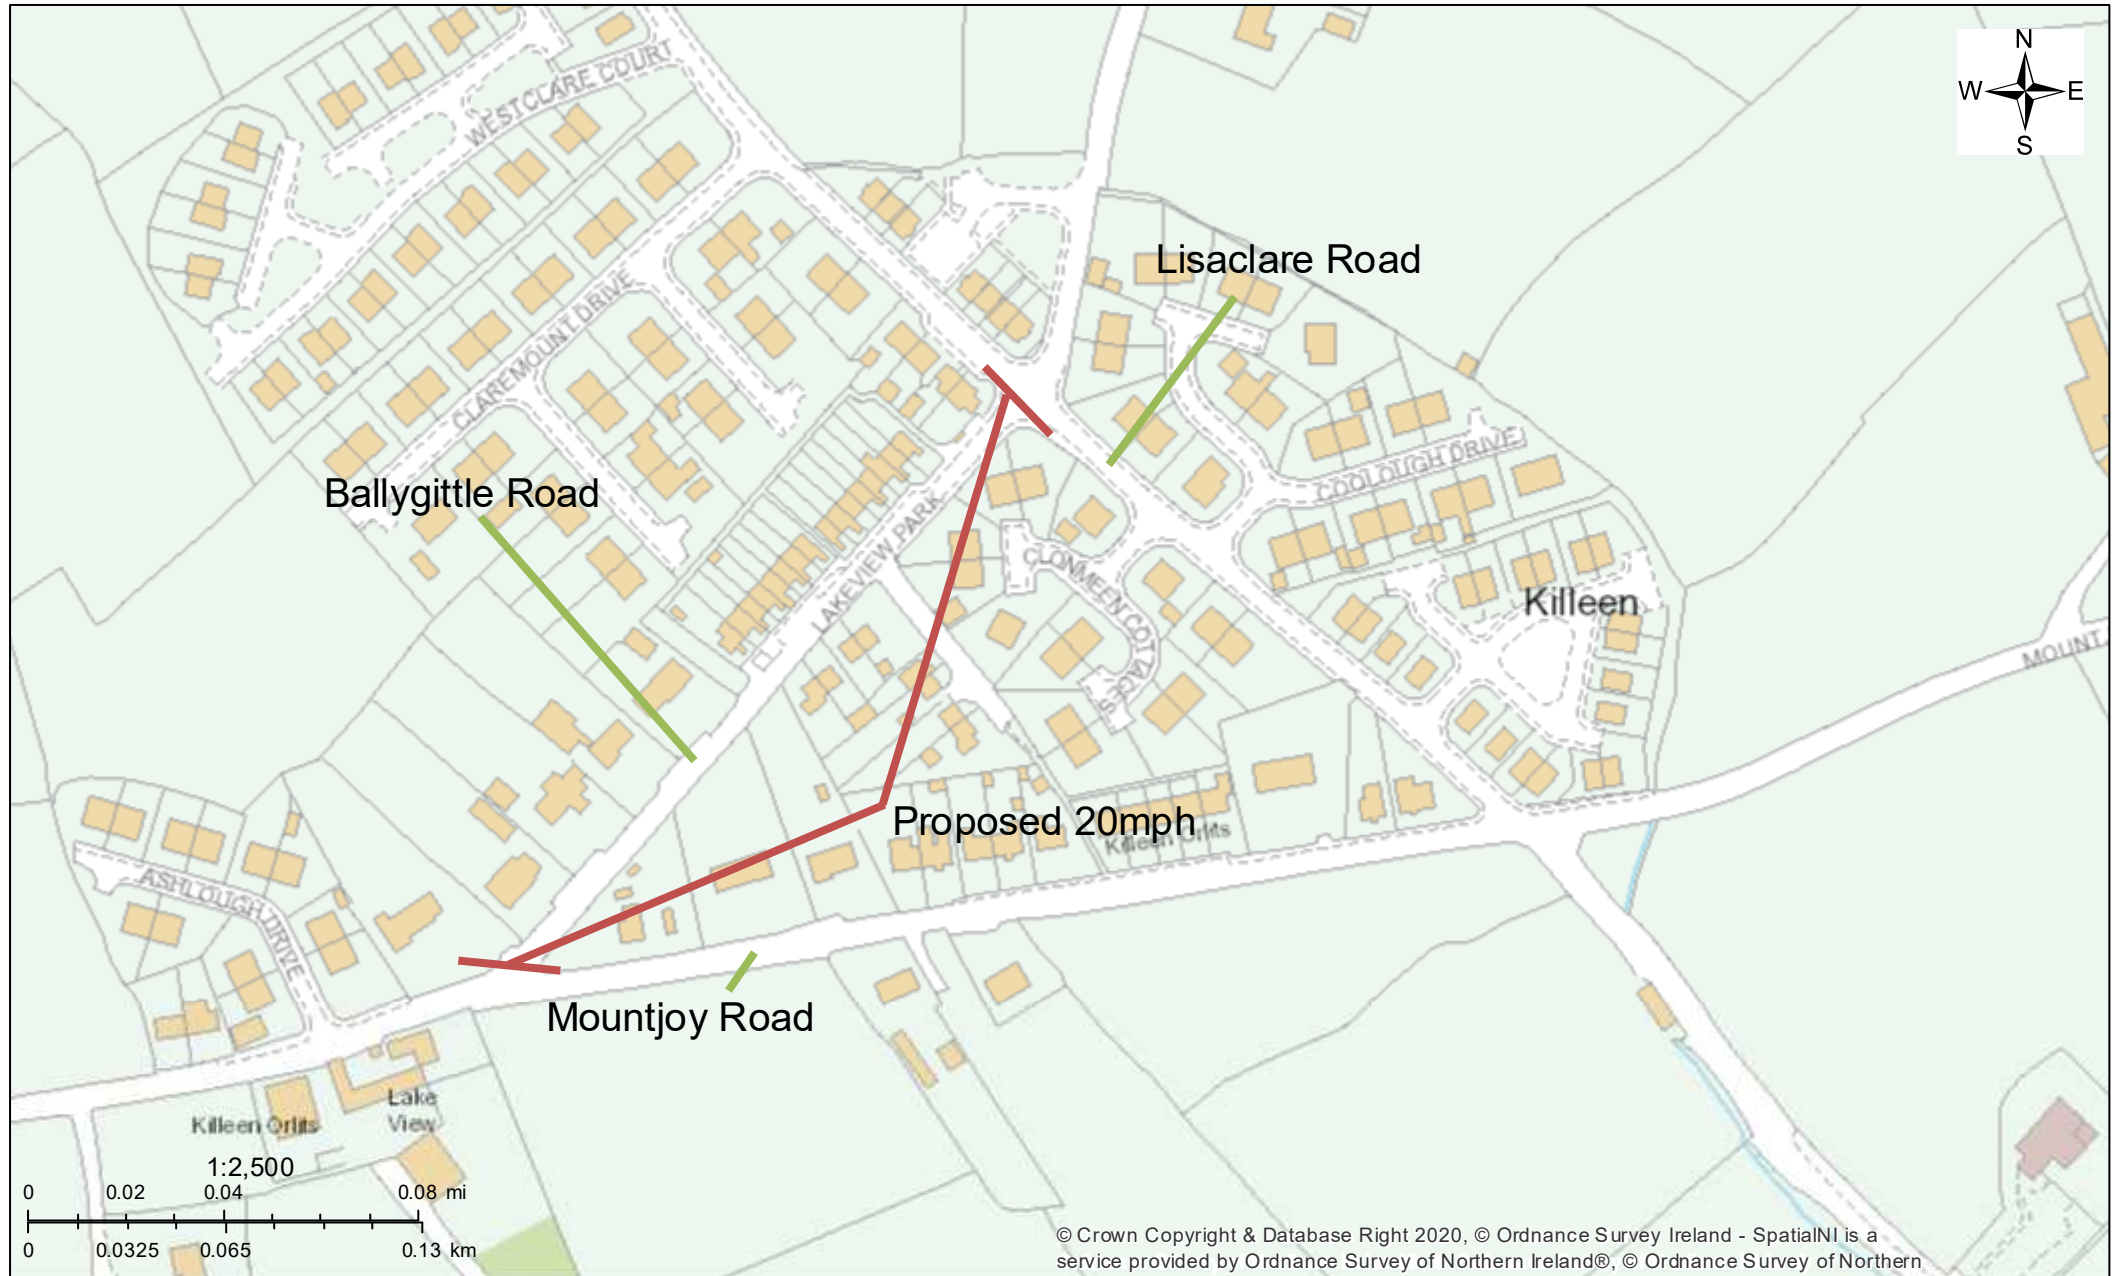 N
W E
S
WESTCLARE COURT
Lisaclare Road
CLAREMOUNT DRIVE
Ballygittle Road
COOLOUGH DRIVE
LAKEVIEW PARK
CLONMEEN COTTAGES
Killeen
MOUNT
Proposed 20mph
Killeen Orlits
ASHLOUGH DRIVE
Mountjoy Road
Lake
View
Killeen Orlits
1:2,500
0 0.02 0.04 0.08 mi
0 0.0325 0.065 0.13 km
© Crown Copyright & Database Right 2020, © Ordnance Survey Ireland - SpatialNI is a
service provided by Ordnance Survey of Northern Ireland®, © Ordnance Survey of Northern